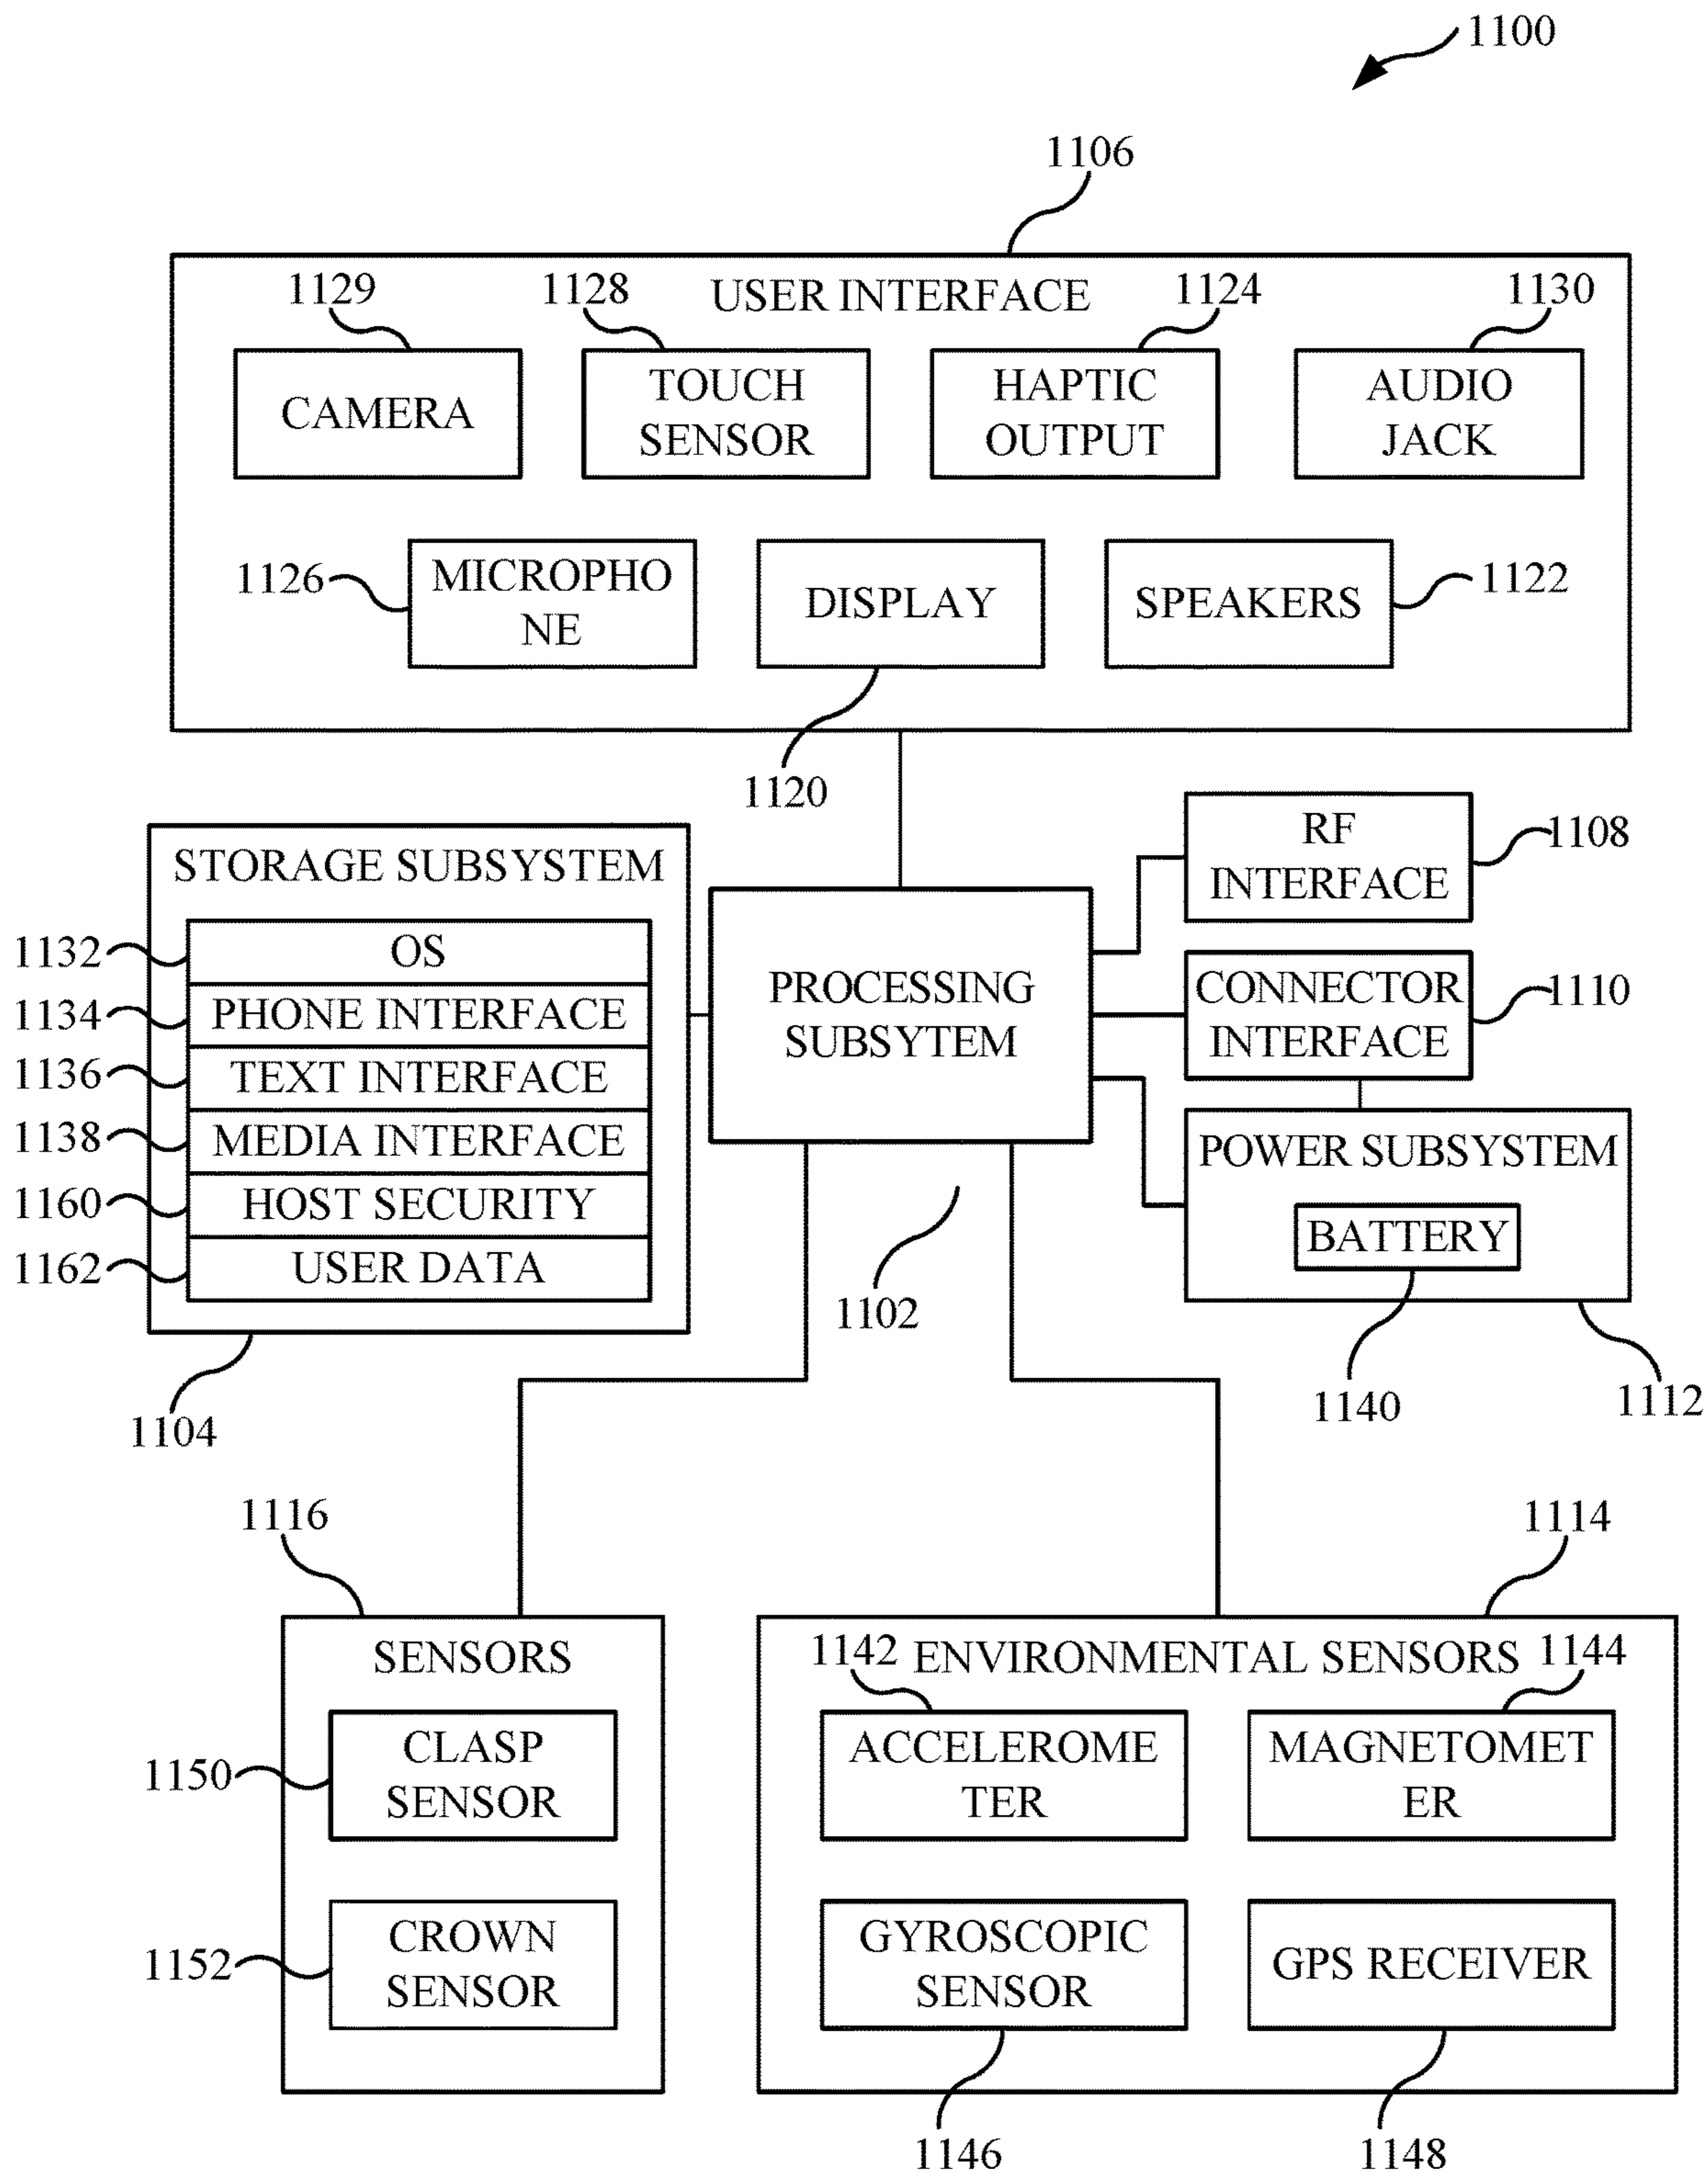 1100
1106
USER INTERFACE
1129
1128
1124
1130
CAMERA
TOUCH
SENSOR
HAPTIC
OUTPUT
AUDIO
JACK
1126
MICROPHO
NE
DISPLAY
SPEAKERS
1122
1120
STORAGE SUBSYSTEM
1132
OS
1134
PHONE INTERFACE
1136
TEXT INTERFACE
1138
MEDIA INTERFACE
1160
HOST SECURITY
1162
USER DATA
1104
PROCESSING
SUBSYTEM
1102
RF
INTERFACE
1108
CONNECTOR
INTERFACE
1110
POWER SUBSYSTEM
BATTERY
1140
1112
1116
SENSORS
CLASP
SENSOR
1150
CROWN
SENSOR
1152
1114
1142
ENVIRONMENTAL SENSORS
1144
ACCELEROME
TER
MAGNETOMET
ER
GYROSCOPIC
SENSOR
GPS RECEIVER
1146
1148